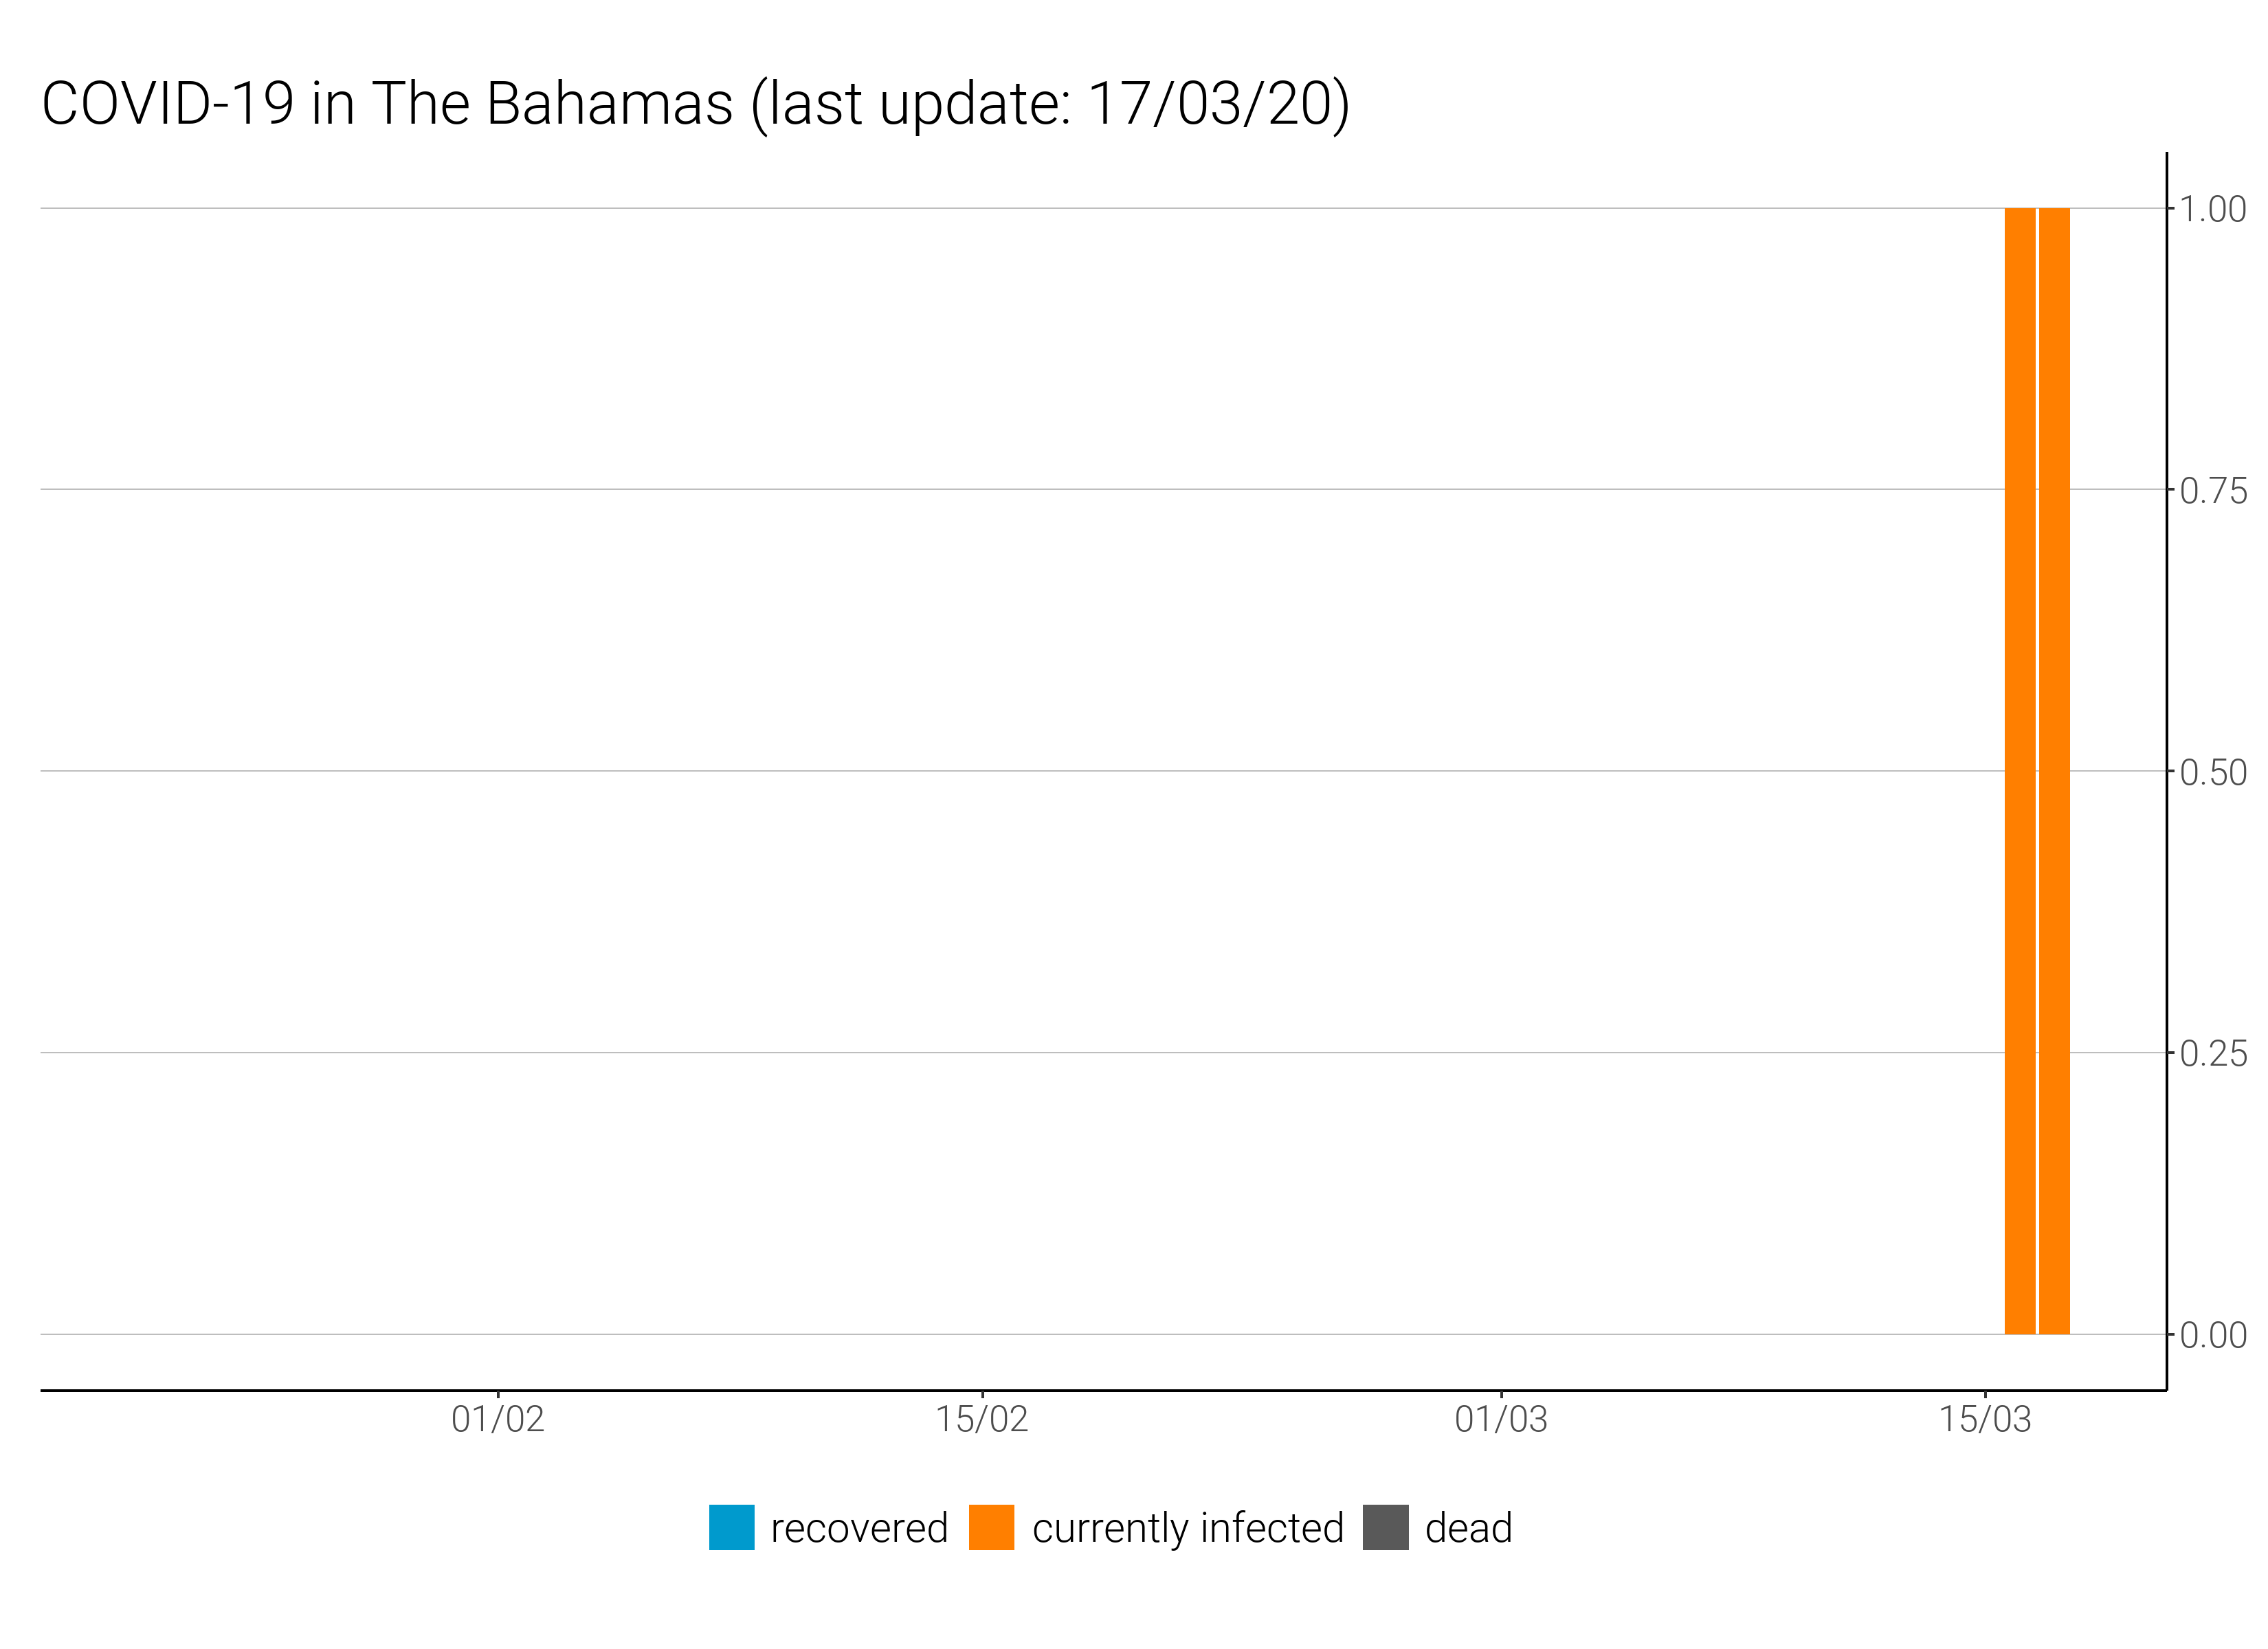 COVID-19 in The Bahamas (last update: 17/03/20)
1.00
0.75
0.50
0.25
0.00
01/02 15/02 01/03 15/03
recovered currently infected dead